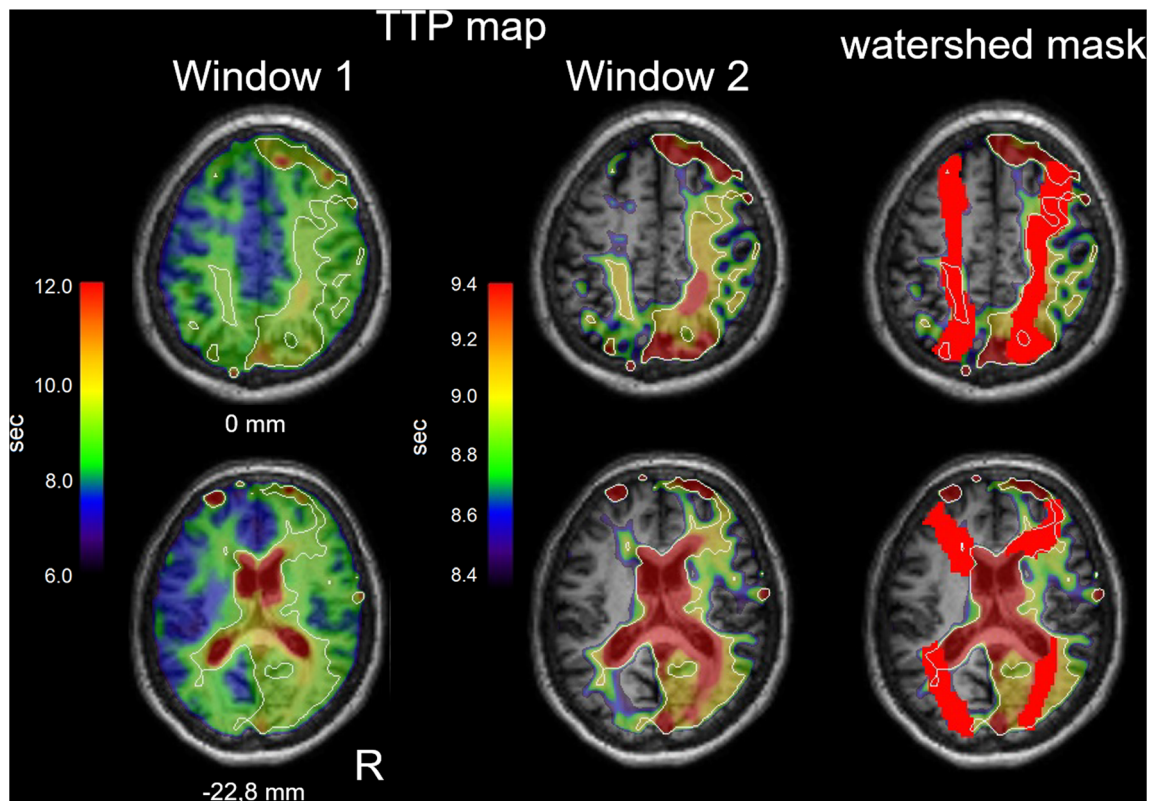 TTP map
watershed mask
Window 1
Window 2
12.0
10.0
8.0
6.0
sec
9.4
9.2
9.0
8.8
8.6
8.4
sec
0 mm
R
-22,8 mm